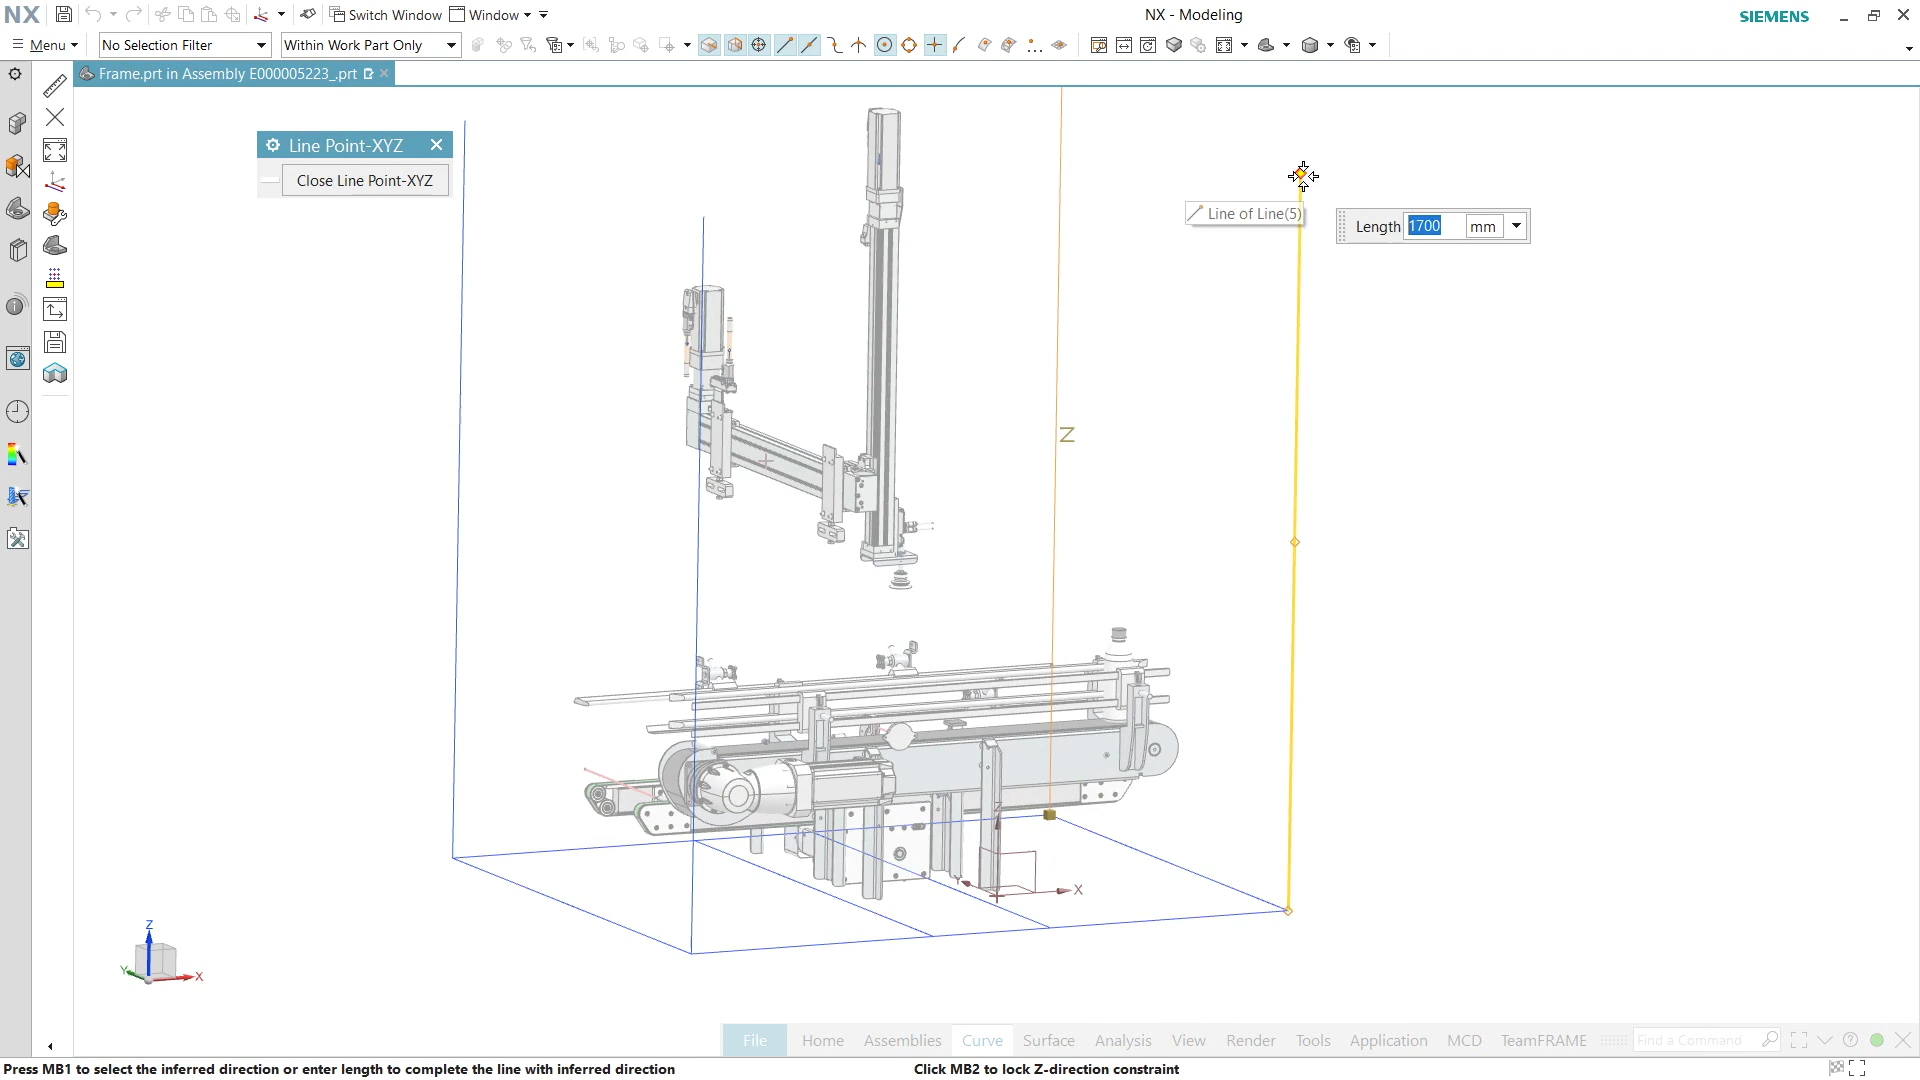 NX
Switch Window
Window
NX - Modeling
SIEMENS
Menu
No Selection Filter
Within Work Part Only
Frame.prt in Assembly E000005223_.prt
Line Point-XYZ
Close Line Point-XYZ
Line of Line(5)
Length 1700 mm
Z
Z
X
Z
Y
X
File
Home
Assemblies
Curve
Surface
Analysis
View
Render
Tools
Application
MCD
TeamFRAME
Find a Command
Press MB1 to select the inferred direction or enter length to complete the line with inferred direction
Click MB2 to lock Z-direction constraint